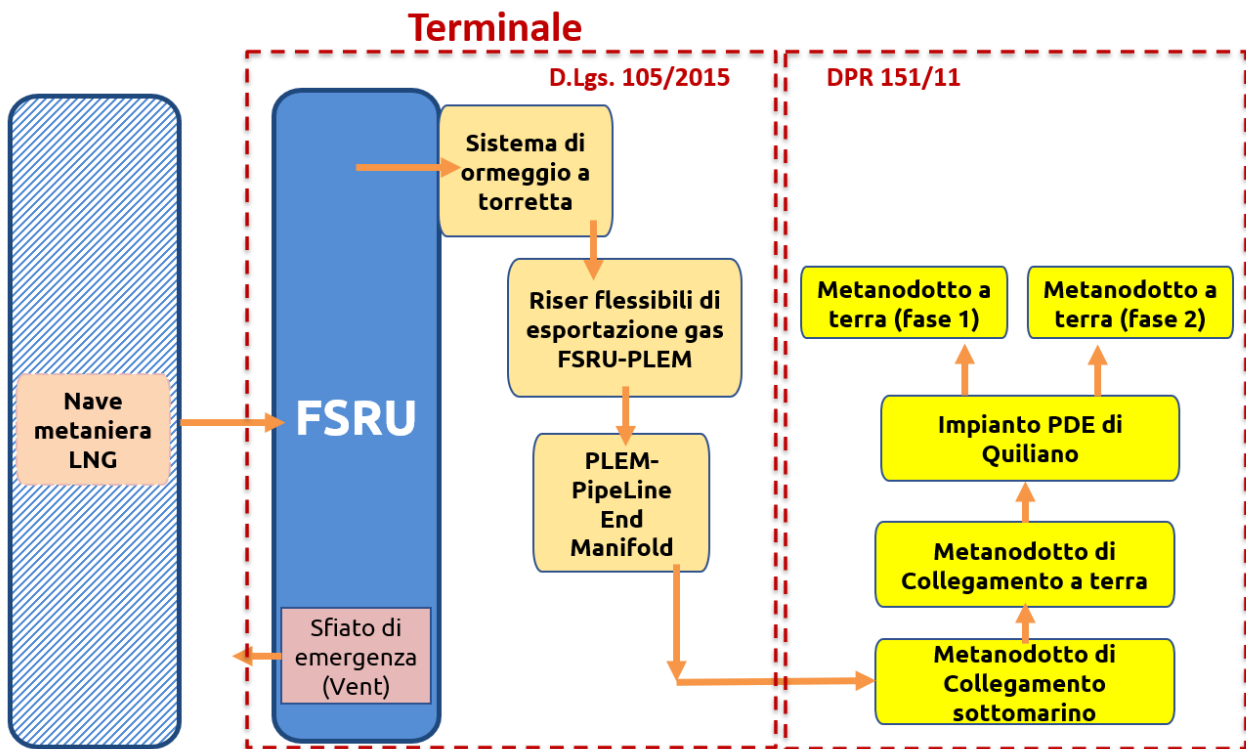 Terminale
D.Lgs. 105/2015
DPR 151/11
Nave
metaniera
LNG
FSRU
Sfiato di
emergenza
(Vent)
Sistema di
ormeggio a
torretta
Riser flessibili di
esportazione gas
FSRU-PLEM
PLEM-
PipeLine
End
Manifold
Metanodotto a
terra (fase 1)
Metanodotto a
terra (fase 2)
Impianto PDE di
Quiliano
Metanodotto di
Collegamento a terra
Metanodotto di
Collegamento
sottomarino